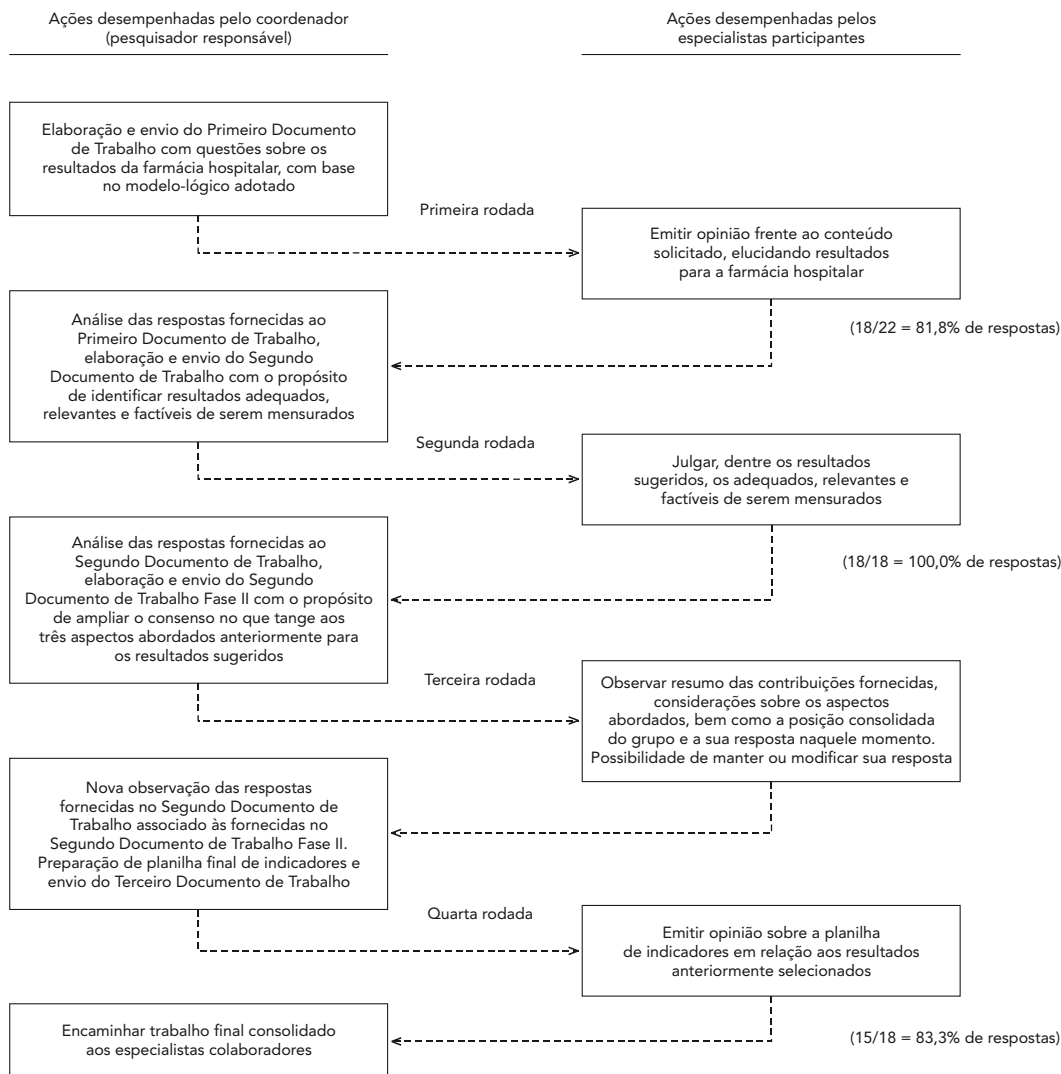 Ações desempenhadas pelo coordenador
(pesquisador responsável)
Ações desempenhadas pelos
especialistas participantes
Elaboração e envio do Primeiro Documento
de Trabalho com questões sobre os
resultados da farmácia hospitalar, com base
no modelo-lógico adotado
Primeira rodada
Emitir opinião frente ao conteúdo
solicitado, elucidando resultados
para a farmácia hospitalar
(18/22 = 81,8% de respostas)
Análise das respostas fornecidas ao
Primeiro Documento de Trabalho,
elaboração e envio do Segundo
Documento de Trabalho com o propósito
de identificar resultados adequados,
relevantes e factíveis de serem mensurados
Segunda rodada
Julgar, dentre os resultados
sugeridos, os adequados, relevantes e
factíveis de serem mensurados
(18/18 = 100,0% de respostas)
Análise das respostas fornecidas ao
Segundo Documento de Trabalho,
elaboração e envio do Segundo
Documento de Trabalho Fase II com o propósito
de ampliar o consenso no que tange aos
três aspectos abordados anteriormente para
os resultados sugeridos
Terceira rodada
Observar resumo das contribuições fornecidas,
considerações sobre os aspectos
abordados, bem como a posição consolidada
do grupo e a sua resposta naquele momento.
Possibilidade de manter ou modificar sua resposta
Nova observação das respostas
fornecidas no Segundo Documento de
Trabalho associado às fornecidas no
Segundo Documento de Trabalho Fase II.
Preparação de planilha final de indicadores e
envio do Terceiro Documento de Trabalho
Quarta rodada
Emitir opinião sobre a planilha
de indicadores em relação aos resultados
anteriormente selecionados
(15/18 = 83,3% de respostas)
Encaminhar trabalho final consolidado
aos especialistas colaboradores